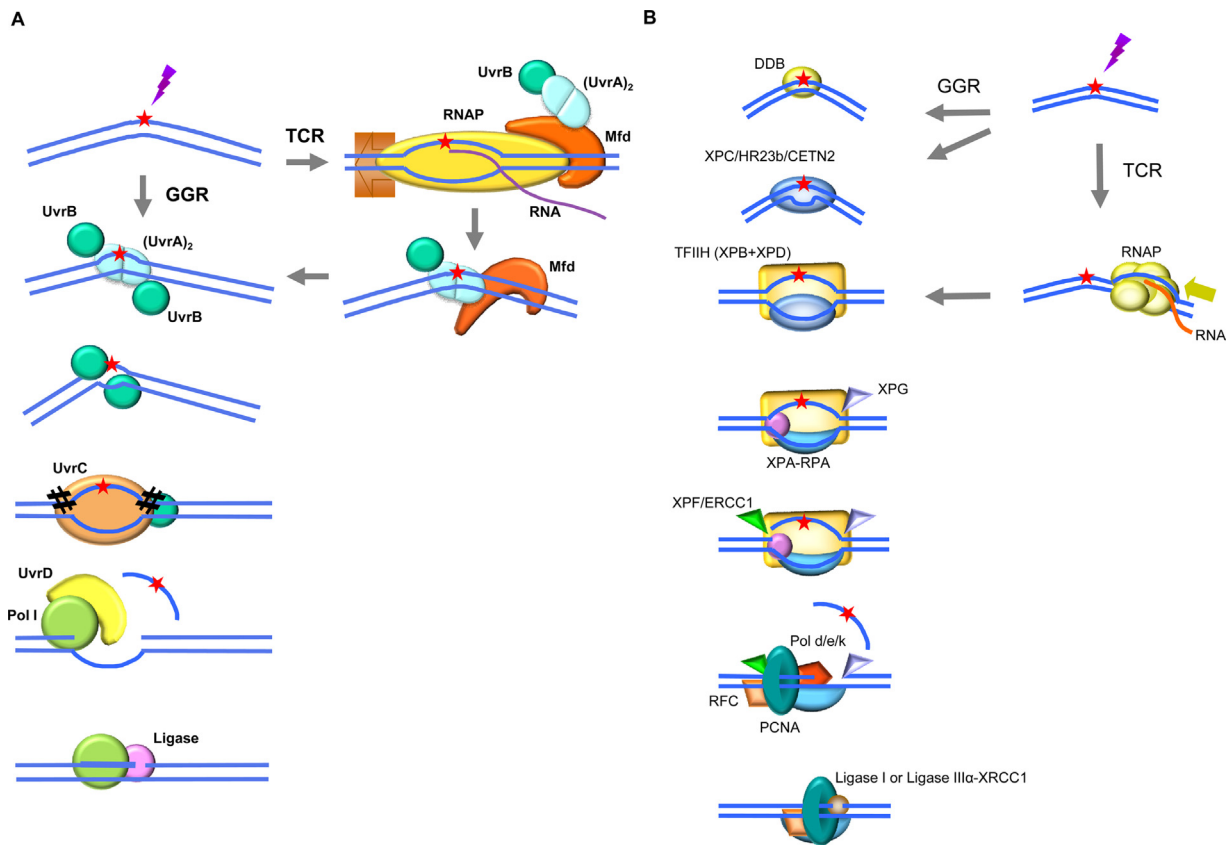 A
UvrB
(UvrA)2
RNAP
Mfd
TCR
RNA
GGR
UvrB
(UvrA)2
UvrB
Mfd
UvrC
UvrD
Pol I
Ligase
B
DDB
GGR
XPC/HR23b/CETN2
TCR
TFIIH (XPB+XPD)
RNAP
RNA
XPG
XPA-RPA
XPF/ERCC1
Pol d/e/k
RFC
PCNA
Ligase I or Ligase IIIα-XRCC1